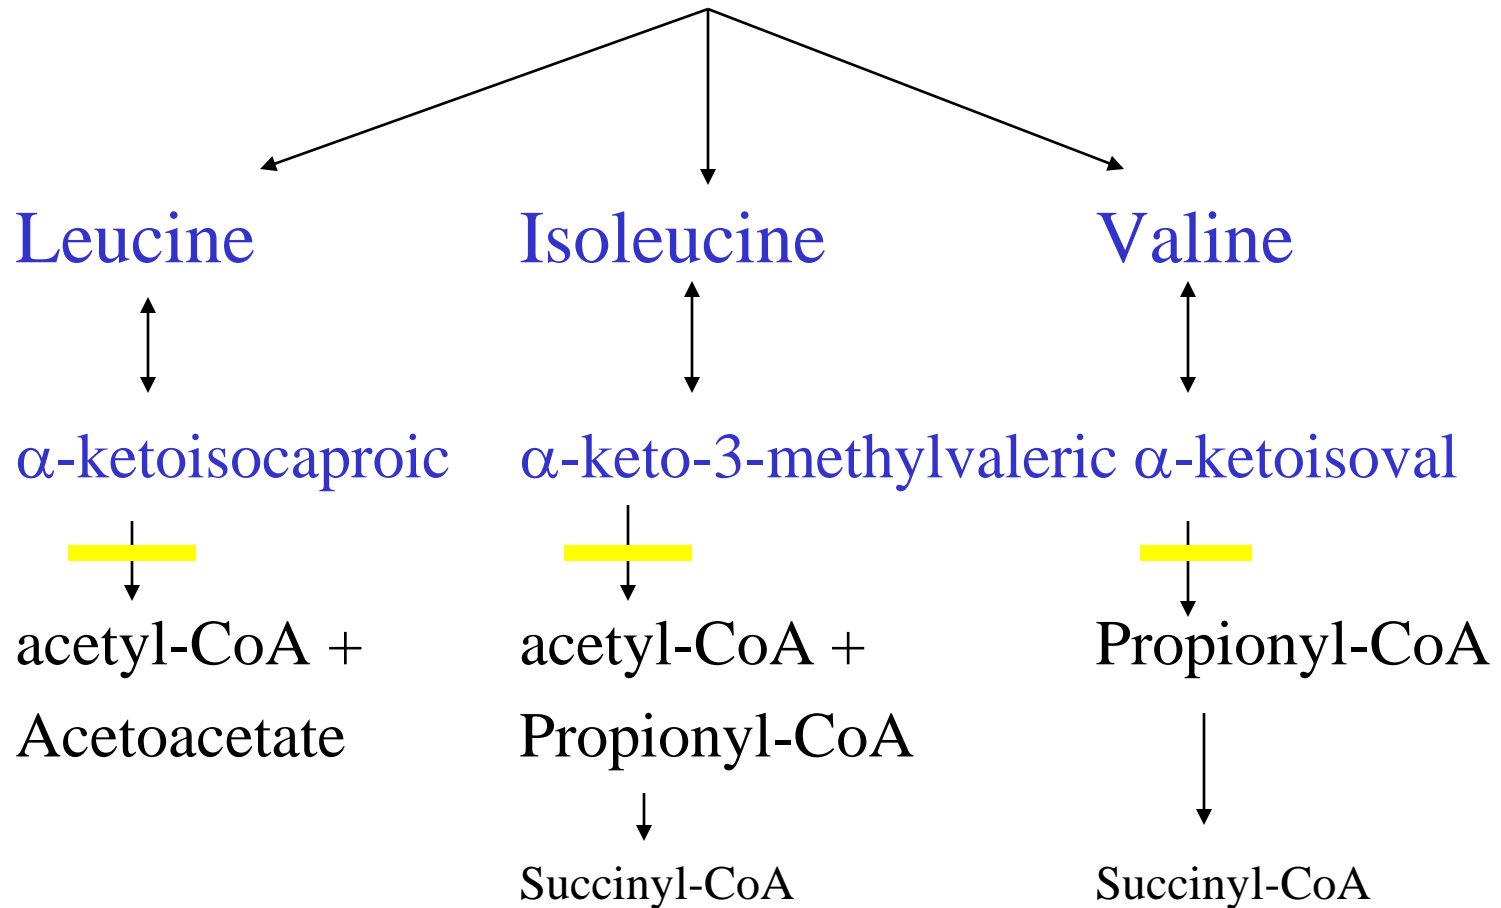 Leucine Isoleucine Valine
α-ketoisocaproic α-keto-3-methylvaleric α-ketoisoval
acetyl-CoA + acetyl-CoA + Propionyl-CoA
Acetoacetate Propionyl-CoA
Succinyl-CoA Succinyl-CoA